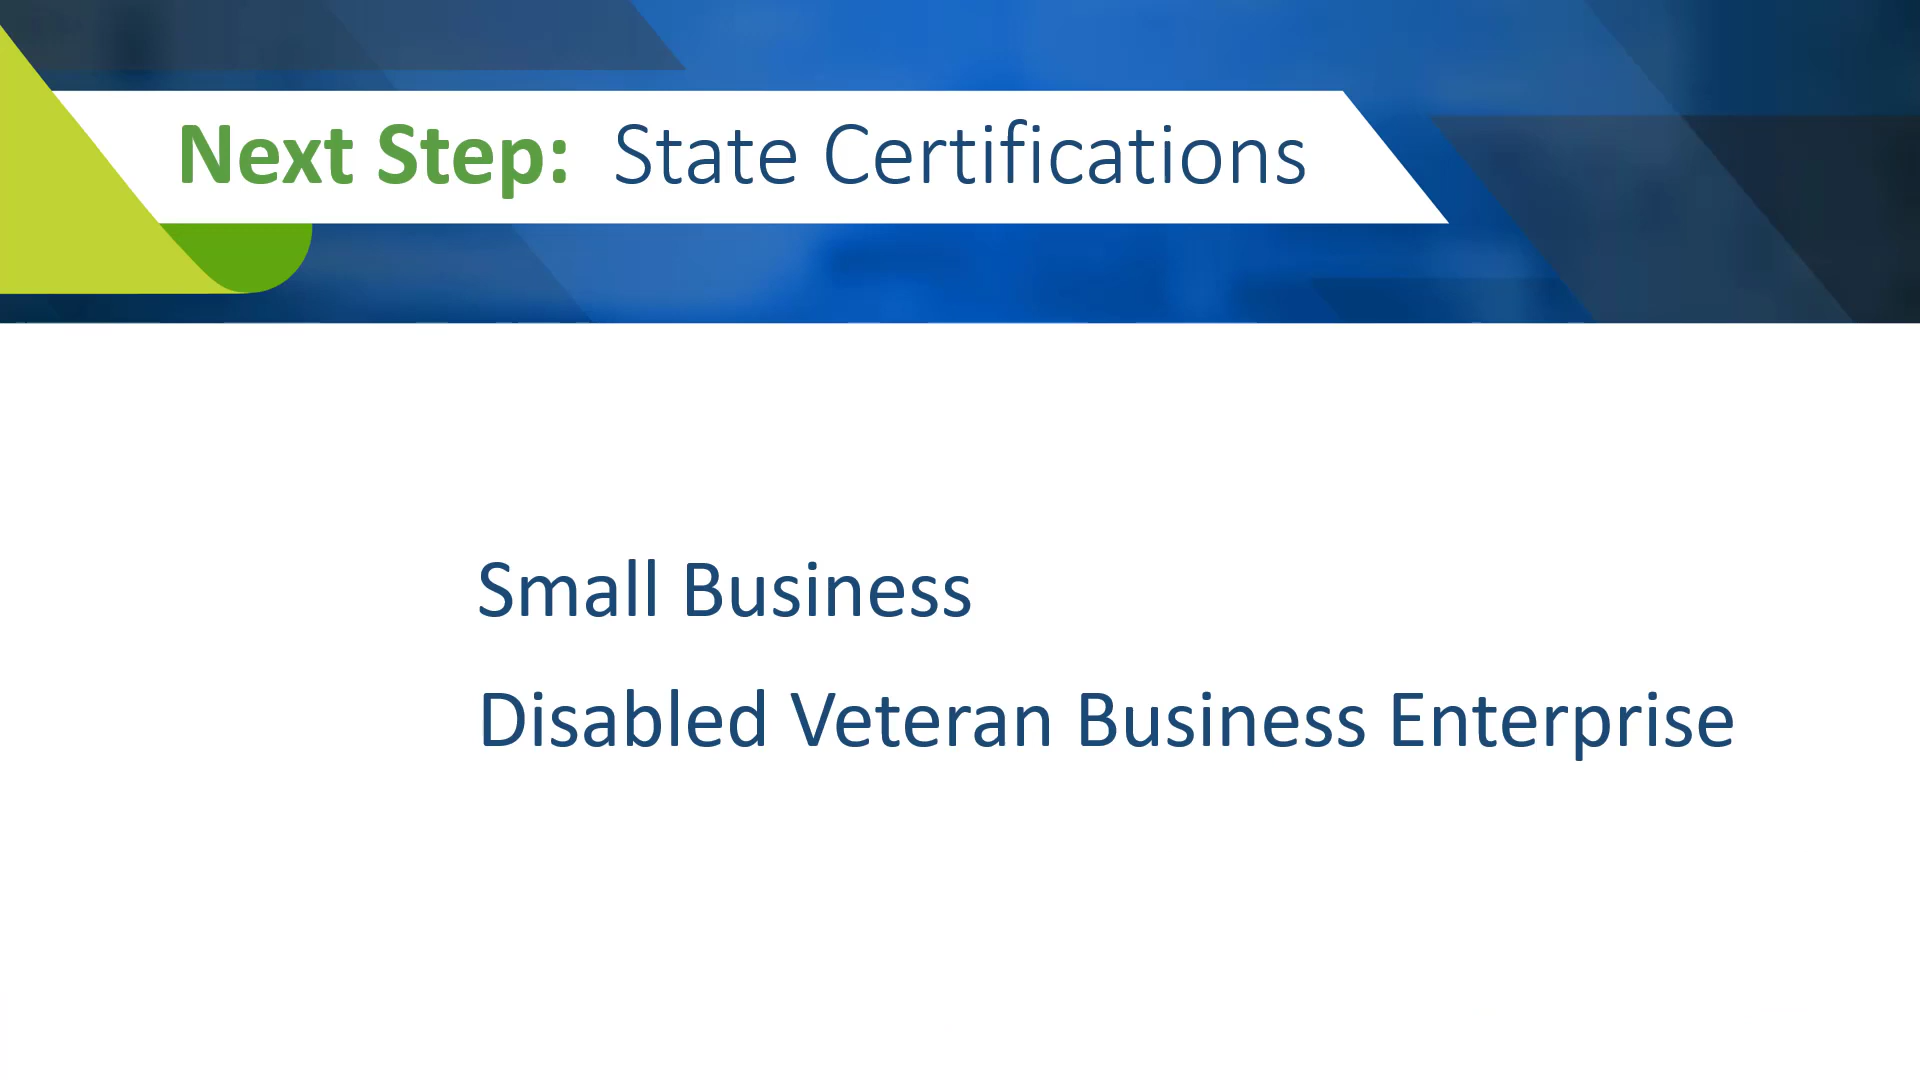 Next Step: State Certifications
Small Business
Disabled Veteran Business Enterprise